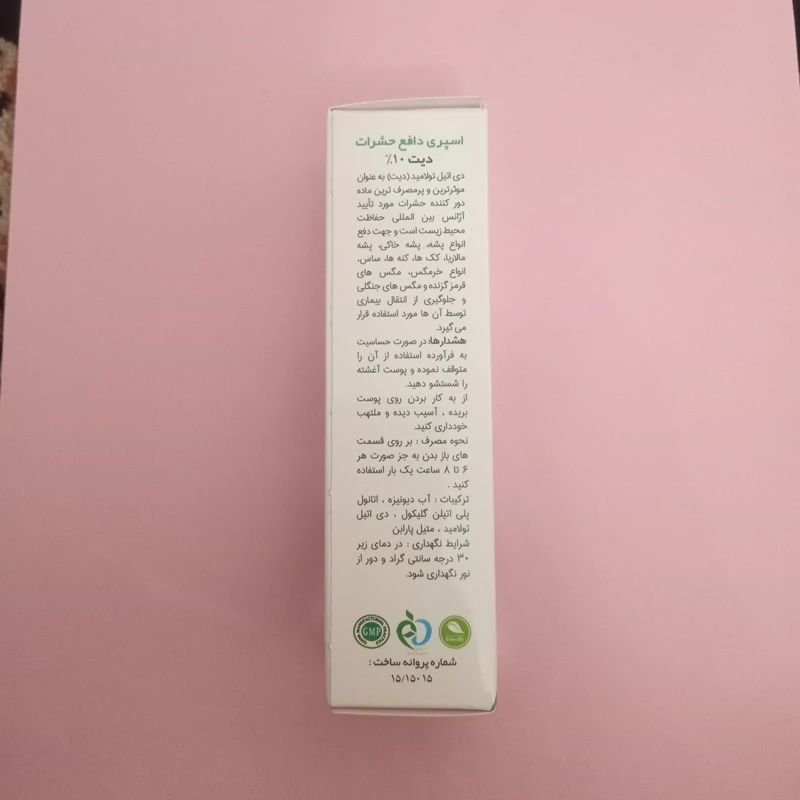 اسپری دافع حشرات
دیت ۱۰٪
دی اتیل تولامید (دیت) به عنوان
موثرترین و پرمصرف ترین ماده
دور کننده حشرات مورد تأیید
آژانس بین المللی حفاظت
محیط زیست است و جهت دفع
انواع پشه، پشه خاکی، پشه
مالاریا، کک ها، کنه ها، ساس،
انواع خرمگس، مگس های
قرمز گزنده و مگس های جنگلی
و جلوگیری از انتقال بیماری
توسط آن ها مورد استفاده قرار
می گیرد.
هشدارها: در صورت حساسیت
به فرآورده استفاده از آن را
متوقف نموده و پوست آغشته
را شستشو دهید.
از به کار بردن روی پوست
بریده ، آسیب دیده و ملتهب
خودداری کنید.
نحوه مصرف : بر روی قسمت
های باز بدن به جز صورت هر
۶ تا ۸ ساعت یک بار استفاده
کنید .
ترکیبات : آب دیونیزه ، اتانول
پلی اتیلن گلیکول ، دی اتیل
تولامید ، متیل پارابن
شرایط نگهداری : در دمای زیر
۳۰ درجه سانتی گراد و دور از
نور نگهداری شود.
GOOD MANUFACTURING PRACTICE
GMP
شماره پروانه ساخت :
۱۵/۱۵۰۱۵